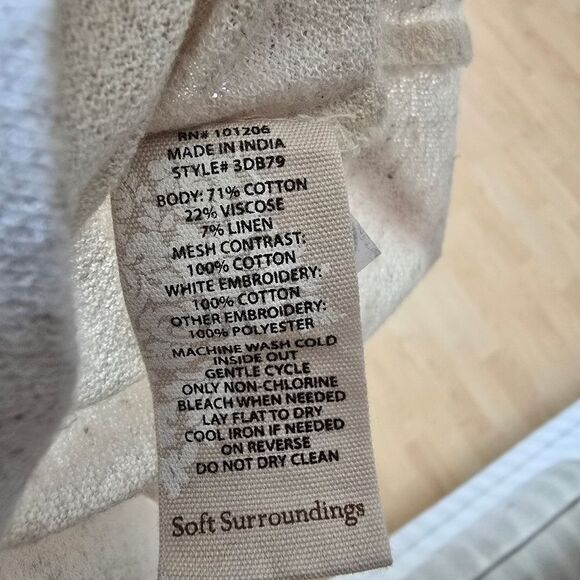 RN# 101206
MADE IN INDIA
STYLE# 3DB79
BODY: 71% COTTON
22% VISCOSE
7% LINEN
MESH CONTRAST:
100% COTTON
WHITE EMBROIDERY:
100% COTTON
OTHER EMBROIDERY:
100% POLYESTER
MACHINE WASH COLD
INSIDE OUT
GENTLE CYCLE
ONLY NON-CHLORINE
BLEACH WHEN NEEDED
LAY FLAT TO DRY
COOL IRON IF NEEDED
ON REVERSE
DO NOT DRY CLEAN
Soft Surroundings